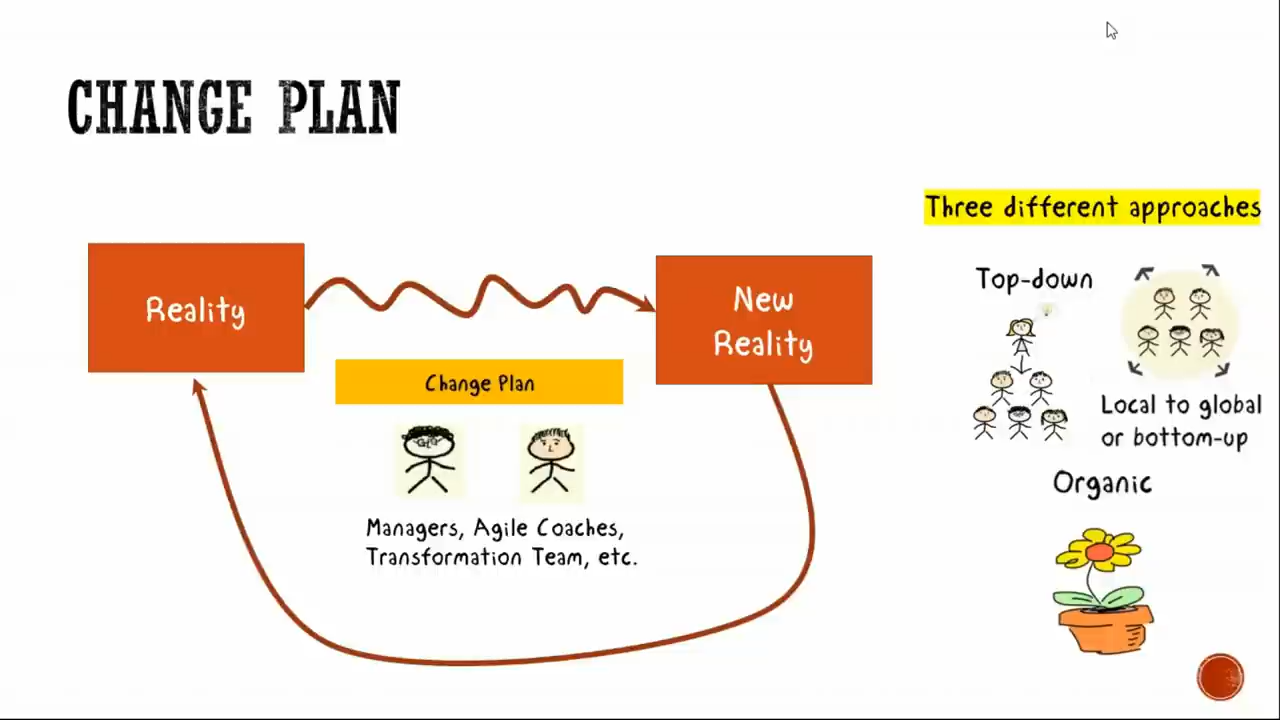 CHANGE PLAN
Reality
New
Reality
Change Plan
Managers, Agile Coaches,
Transformation Team, etc.
Three different approaches
Top-down
Local to global
or bottom-up
Organic